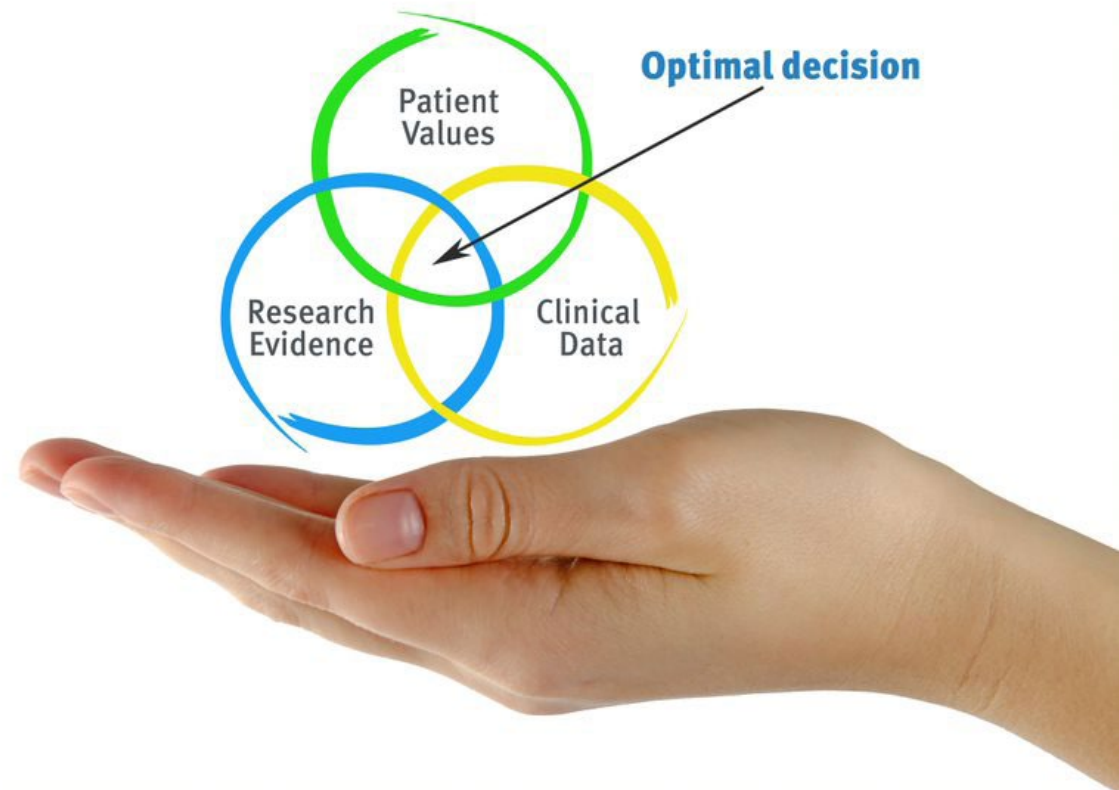 Optimal decision
Patient
Values
Research
Evidence
Clinical
Data